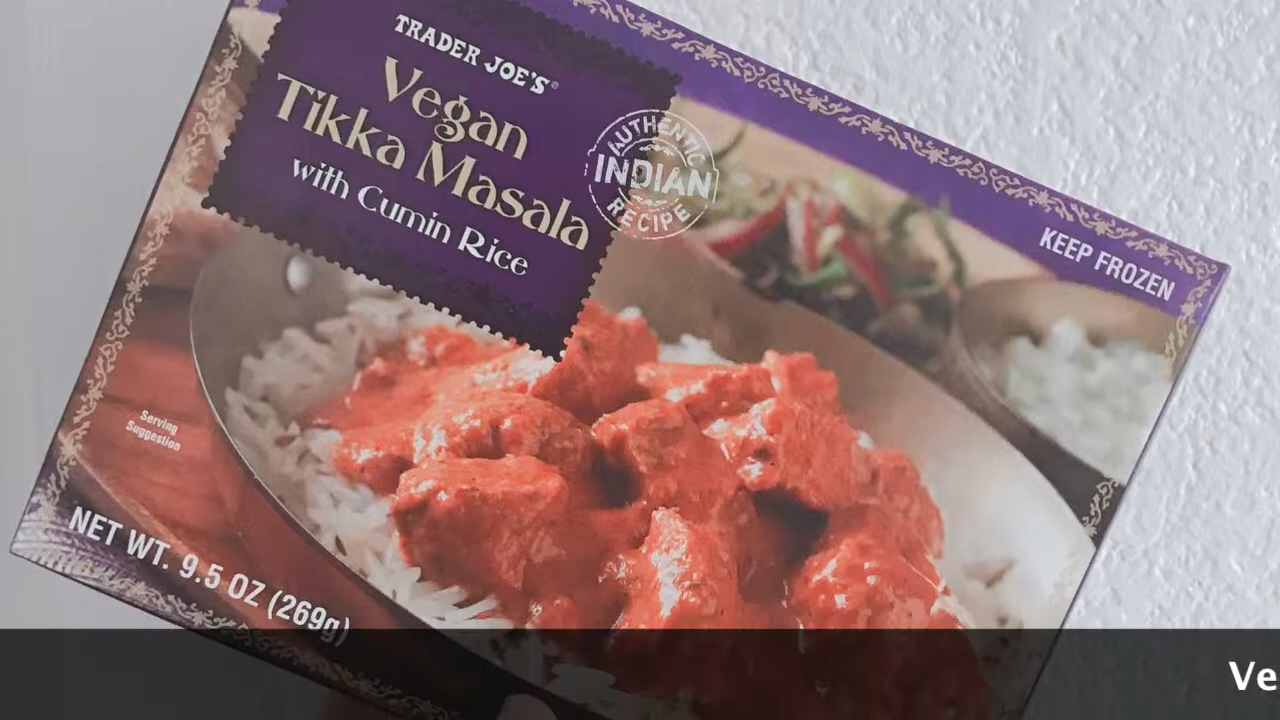 TRADER JOE'S®
Vegan
Tikka Masala
with Cumin Rice
AUTHENTIC
INDIAN
RECIPE
KEEP FROZEN
Serving
Suggestion
NET WT. 9.5 OZ (269g)
Ve